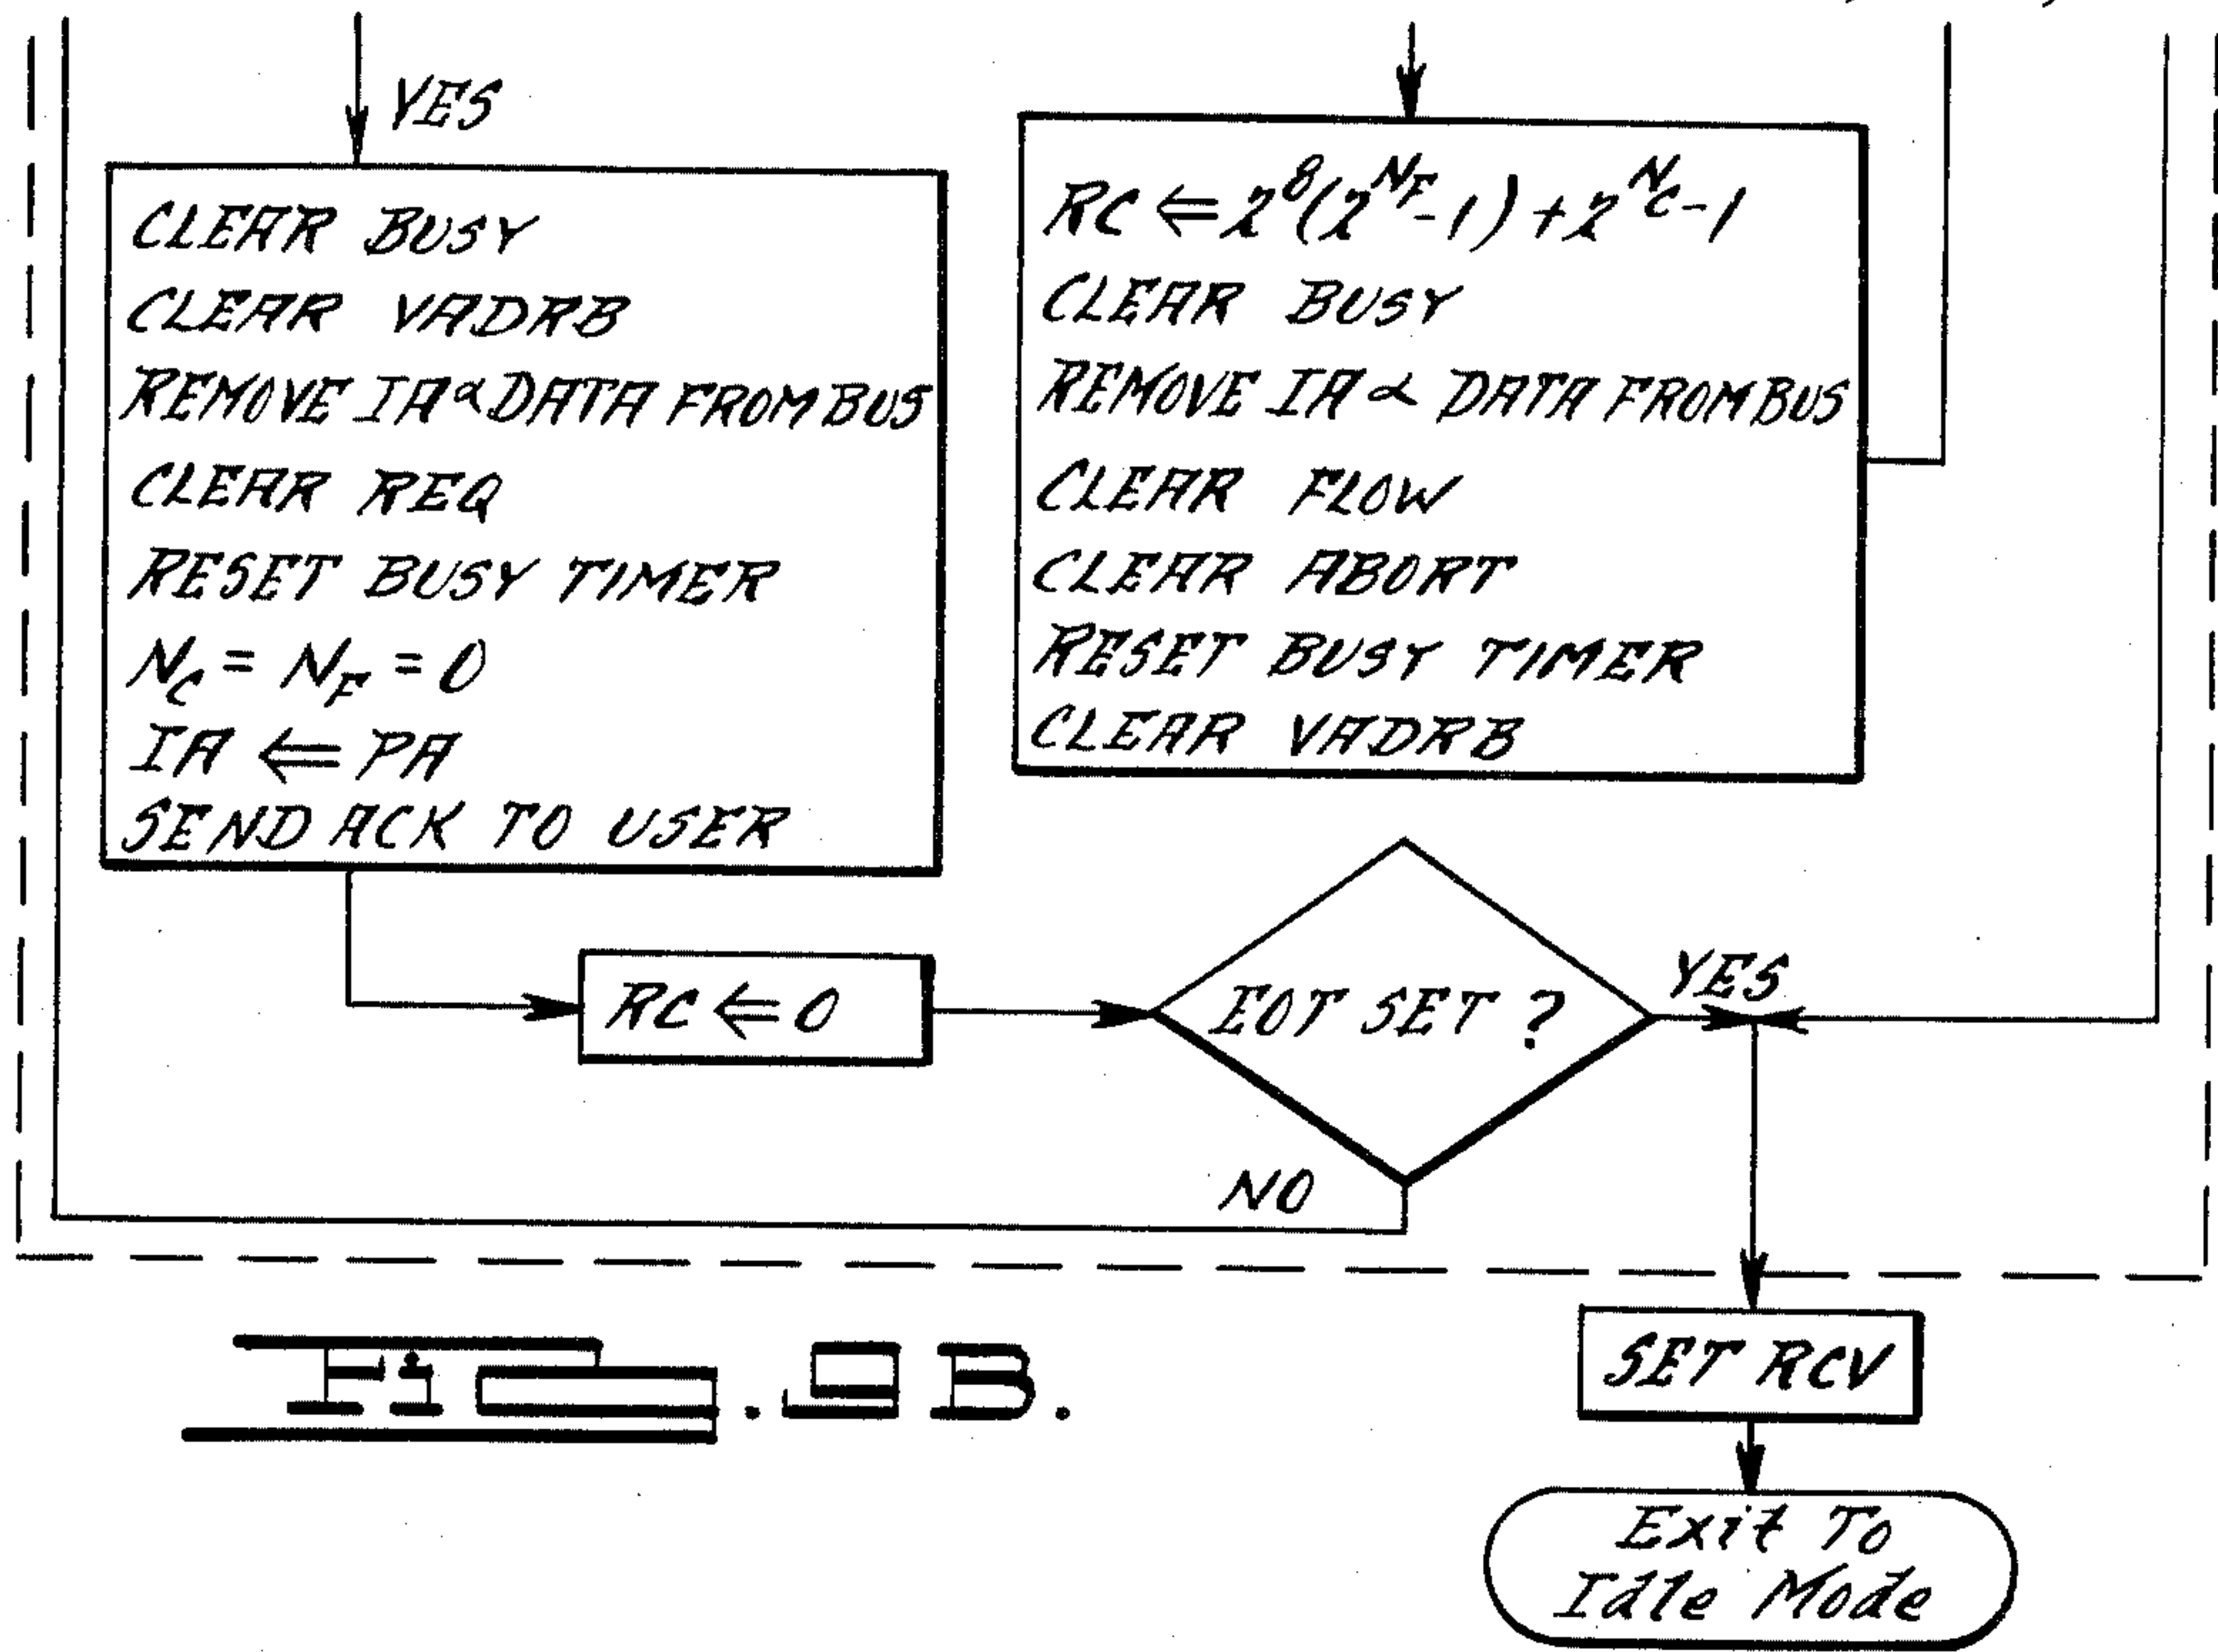 YES
CLEAR BUSY
CLEAR VADRB
REMOVE IA & DATA FROM BUS
CLEAR REQ
RESET BUSY TIMER
N_C = N_F = 0
IA ⇐ PA
SEND ACK TO USER
RC ⇐ 2^8(2^{N_F}-1) + 2^{N_C}-1
CLEAR BUSY
REMOVE IA & DATA FROM BUS
CLEAR FLOW
CLEAR ABORT
RESET BUSY TIMER
CLEAR VADRB
RC ⇐ 0
EOT SET ?
YES
NO
SET RCV
Exit To
Idle Mode
FiG. 9B.